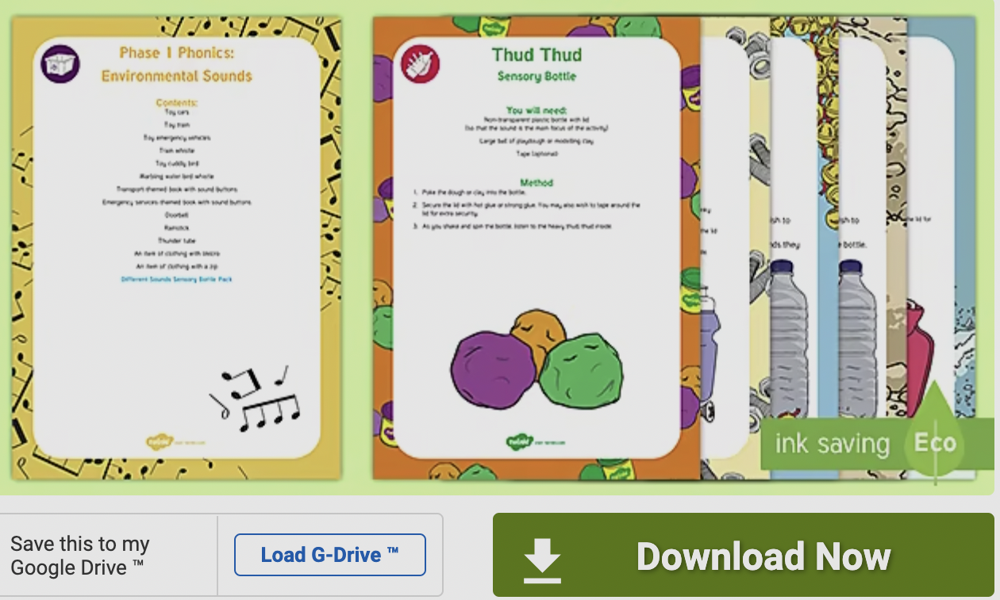 Phase 1 Phonics:
Environmental Sounds
Contents:
Toy cars
Toy train
Toy emergency vehicles
Train whistle
Toy cuddly bird
Warbling water bird whistle
Transport themed book with sound buttons
Emergency services themed book with sound buttons
Doorbell
Rainstick
Thunder tube
An item of clothing with Velcro
An item of clothing with a zip
Different Sounds Sensory Bottle Pack
twinkl
Thud Thud
Sensory Bottle
You will need:
Non-transparent plastic bottle with lid
(so that the sound is the main focus of the activity)
Large ball of playdough or modelling clay
Tape (optional)
Method
1. Poke the dough or clay into the bottle.
2. Secure the lid with hot glue or strong glue. You may also wish to tape around the
lid for extra security.
3. As you shake and spin the bottle, listen to the heavy thud, thud inside.
twinkl
the lid
sh to
ds they
sh to
bottle.
the lid for
ink saving
Eco
Save this to my
Google Drive ™
Load G-Drive ™
Download Now